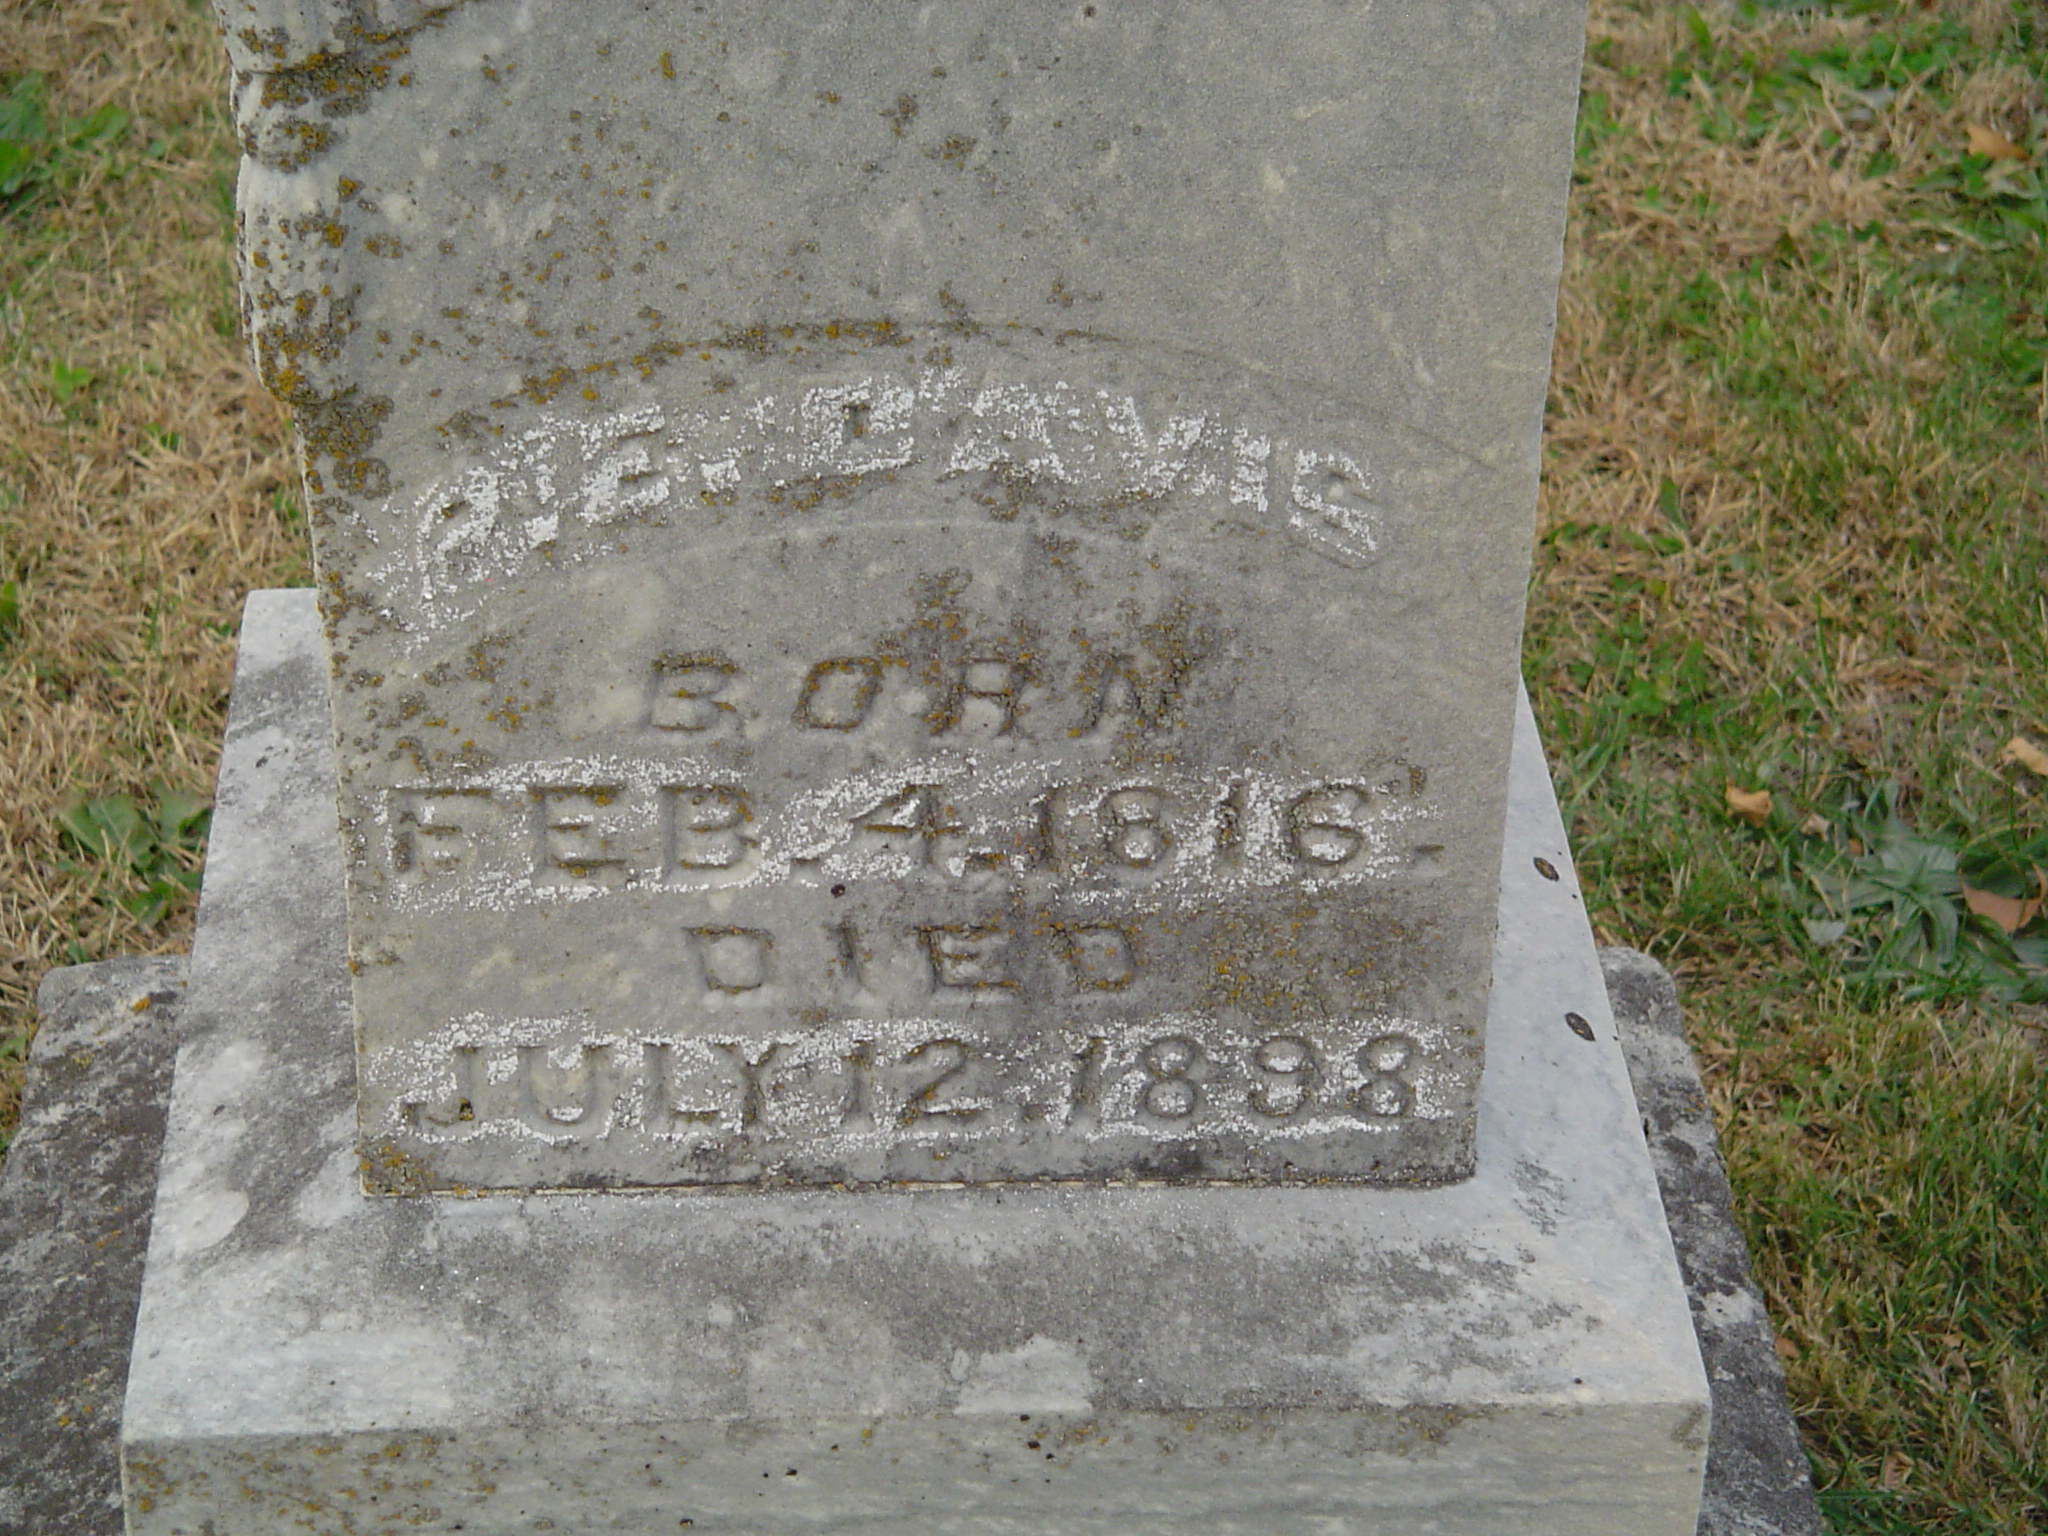 E. DAVIS
BORN
FEB. 4, 1816.
DIED
JULY 12, 1898